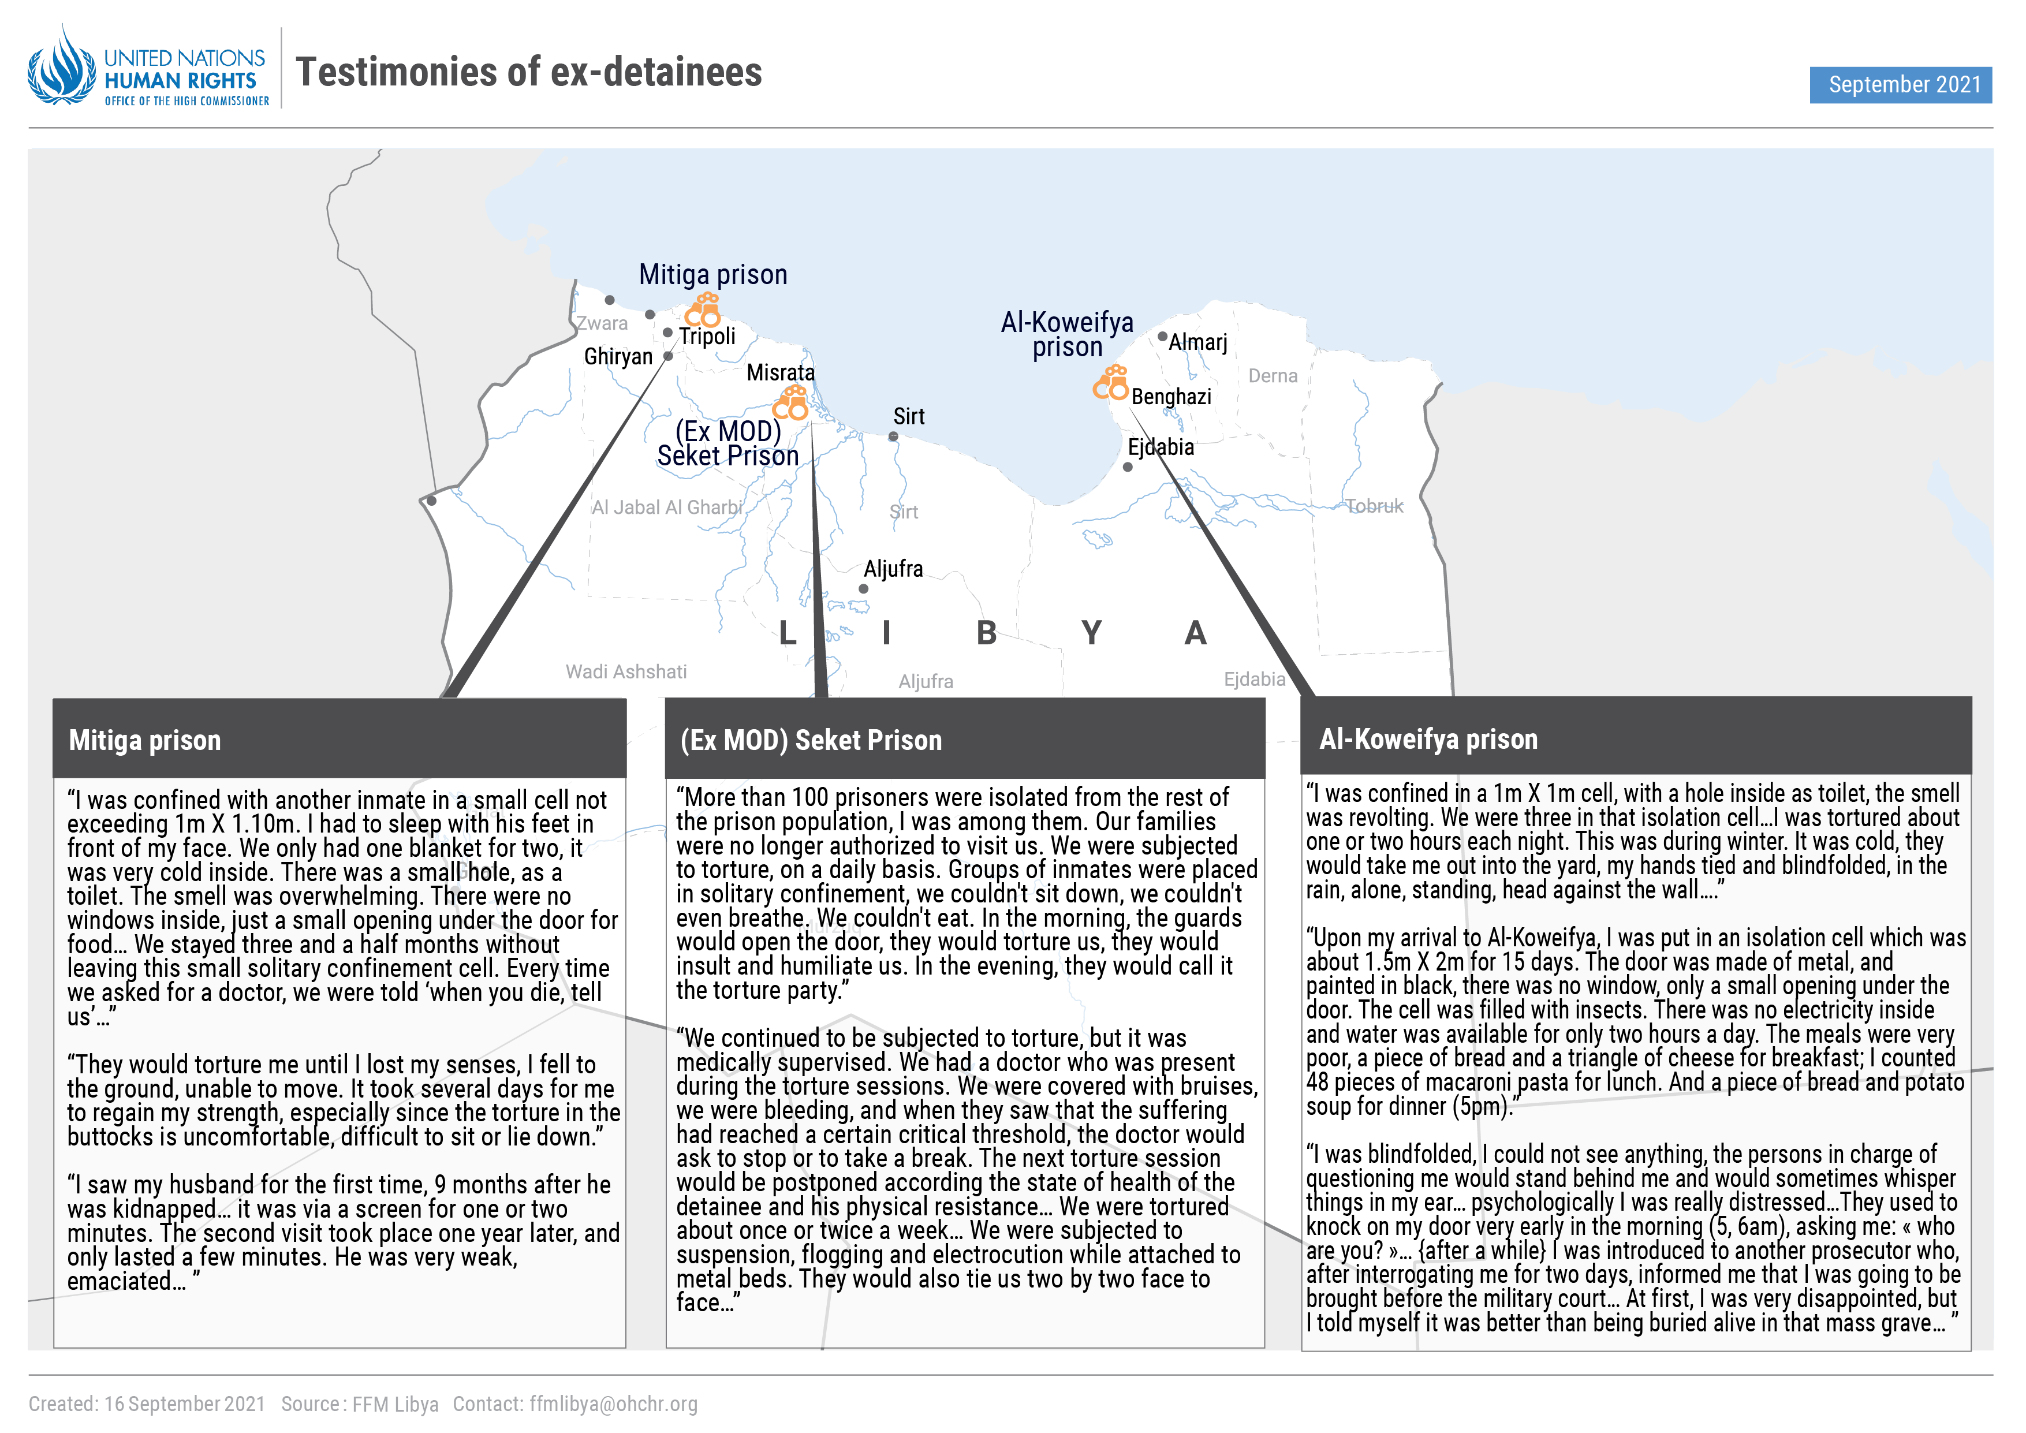 UNITED NATIONS
HUMAN RIGHTS
OFFICE OF THE HIGH COMMISSIONER
Testimonies of ex-detainees
September 2021
Mitiga prison
Zwara
Tripoli
Ghiryan
Misrata
(Ex MOD)
Seket Prison
Sirt
Al-Koweifya
prison
Almarj
Derna
Benghazi
Ejdabia
Al Jabal Al Gharbi
Sirt
Tobruk
Aljufra
L I B Y A
Wadi Ashshati
Aljufra
Ejdabia
Mitiga prison
“I was confined with another inmate in a small cell not
exceeding 1m X 1.10m. I had to sleep with his feet in
front of my face. We only had one blanket for two, it
was very cold inside. There was a small hole, as a
toilet. The smell was overwhelming. There were no
windows inside, just a small opening under the door for
food... We stayed three and a half months without
leaving this small solitary confinement cell. Every time
we asked for a doctor, we were told ‘when you die, tell
us’...”
“They would torture me until I lost my senses, I fell to
the ground, unable to move. It took several days for me
to regain my strength, especially since the torture in the
buttocks is uncomfortable, difficult to sit or lie down.”
“I saw my husband for the first time, 9 months after he
was kidnapped... it was via a screen for one or two
minutes. The second visit took place one year later, and
only lasted a few minutes. He was very weak,
emaciated... ”
(Ex MOD) Seket Prison
“More than 100 prisoners were isolated from the rest of
the prison population, I was among them. Our families
were no longer authorized to visit us. We were subjected
to torture, on a daily basis. Groups of inmates were placed
in solitary confinement, we couldn't sit down, we couldn't
even breathe. We couldn't eat. In the morning, the guards
would open the door, they would torture us, they would
insult and humiliate us. In the evening, they would call it
the torture party.”
“We continued to be subjected to torture, but it was
medically supervised. We had a doctor who was present
during the torture sessions. We were covered with bruises,
we were bleeding, and when they saw that the suffering
had reached a certain critical threshold, the doctor would
ask to stop or to take a break. The next torture session
would be postponed according the state of health of the
detainee and his physical resistance... We were tortured
about once or twice a week... We were subjected to
suspension, flogging and electrocution while attached to
metal beds. They would also tie us two by two face to
face...”
Al-Koweifya prison
“I was confined in a 1m X 1m cell, with a hole inside as toilet, the smell
was revolting. We were three in that isolation cell...I was tortured about
one or two hours each night. This was during winter. It was cold, they
would take me out into the yard, my hands tied and blindfolded, in the
rain, alone, standing, head against the wall....”
“Upon my arrival to Al-Koweifya, I was put in an isolation cell which was
about 1.5m X 2m for 15 days. The door was made of metal, and
painted in black, there was no window, only a small opening under the
door. The cell was filled with insects. There was no electricity inside
and water was available for only two hours a day. The meals were very
poor, a piece of bread and a triangle of cheese for breakfast; I counted
48 pieces of macaroni pasta for lunch. And a piece of bread and potato
soup for dinner (5pm).”
“I was blindfolded, I could not see anything, the persons in charge of
questioning me would stand behind me and would sometimes whisper
things in my ear... psychologically I was really distressed...They used to
knock on my door very early in the morning (5, 6am), asking me: « who
are you? »... {after a while} I was introduced to another prosecutor who,
after interrogating me for two days, informed me that I was going to be
brought before the military court... At first, I was very disappointed, but
I told myself it was better than being buried alive in that mass grave... ”
Created: 16 September 2021 Source : FFM Libya Contact: ffmlibya@ohchr.org